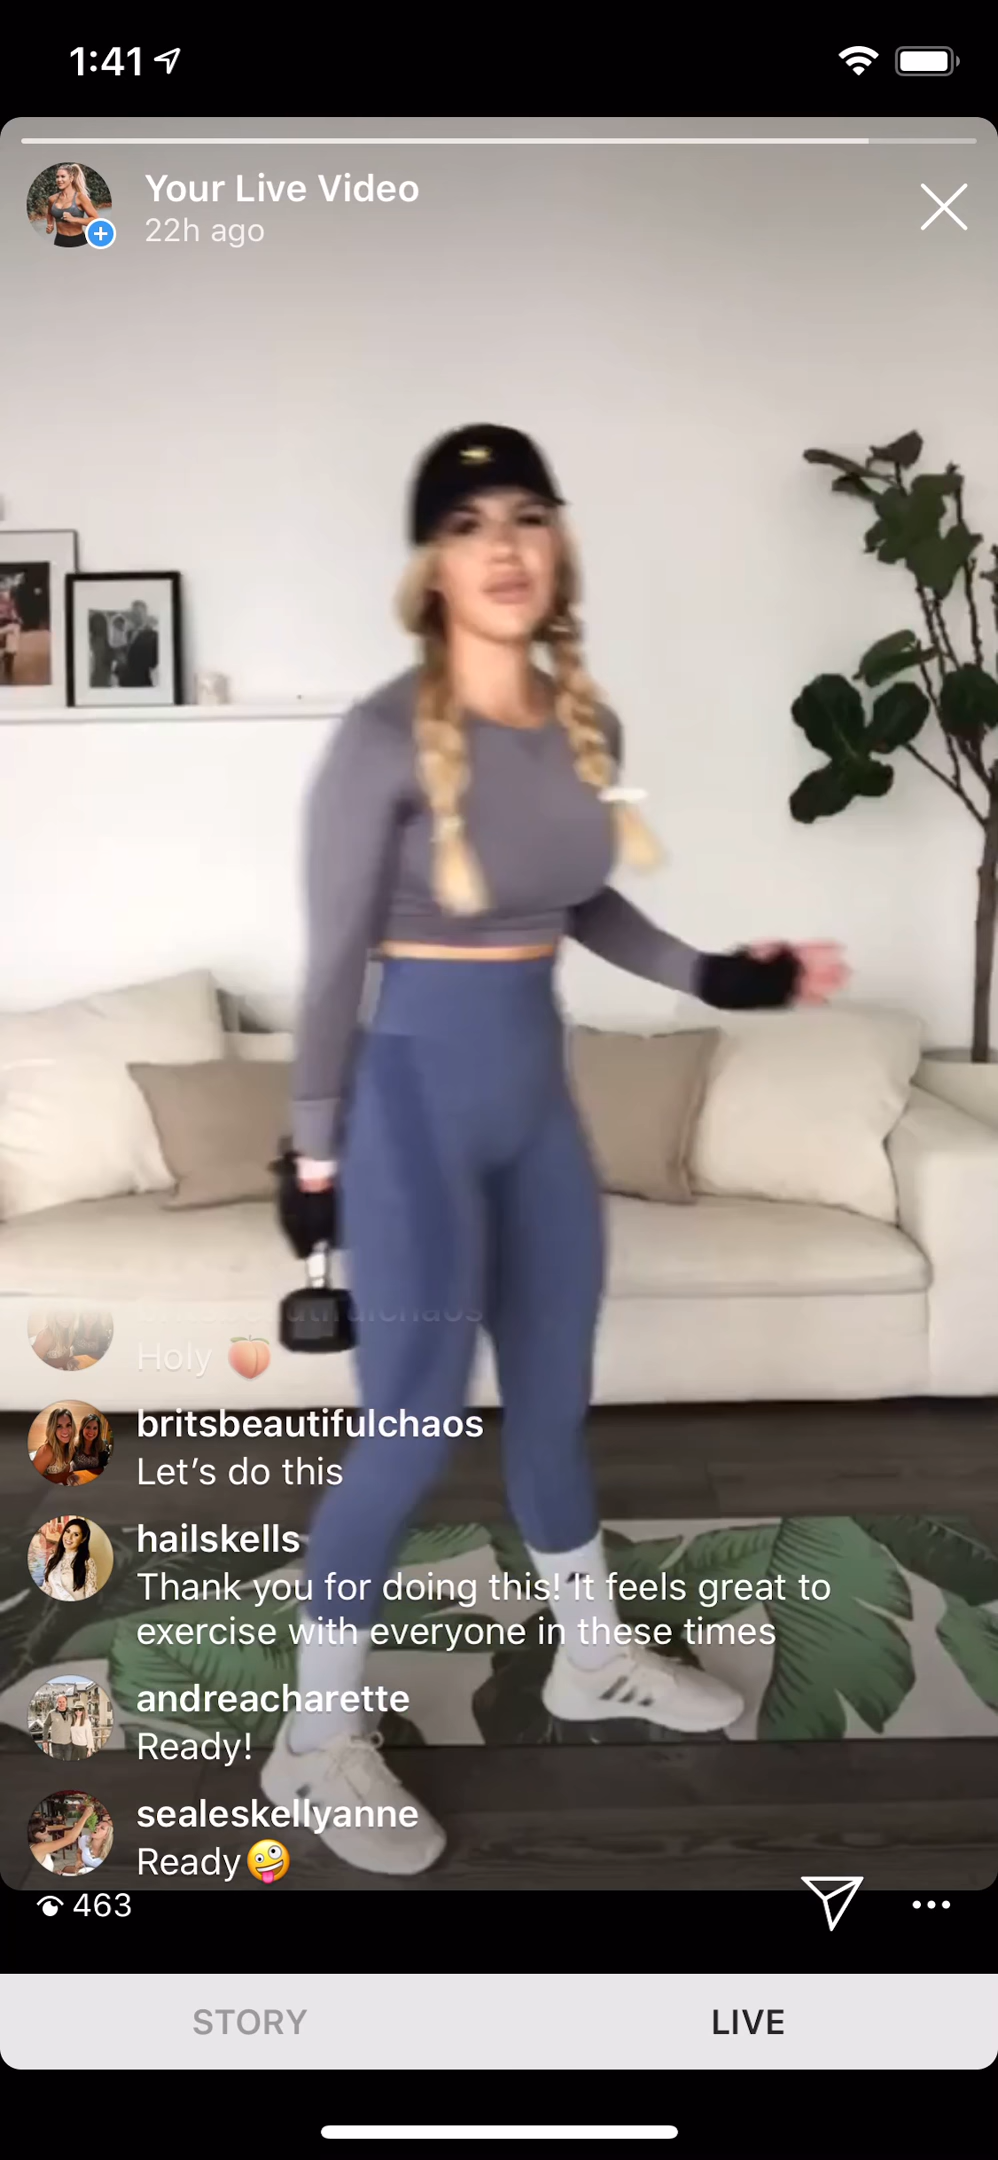 1:41
Your Live Video
22h ago
britsbeautifulchaos
Holy 🍑
britsbeautifulchaos
Let’s do this
hailskells
Thank you for doing this! It feels great to
exercise with everyone in these times
andreacharette
Ready!
sealeskellyanne
Ready🤪
463
STORY
LIVE